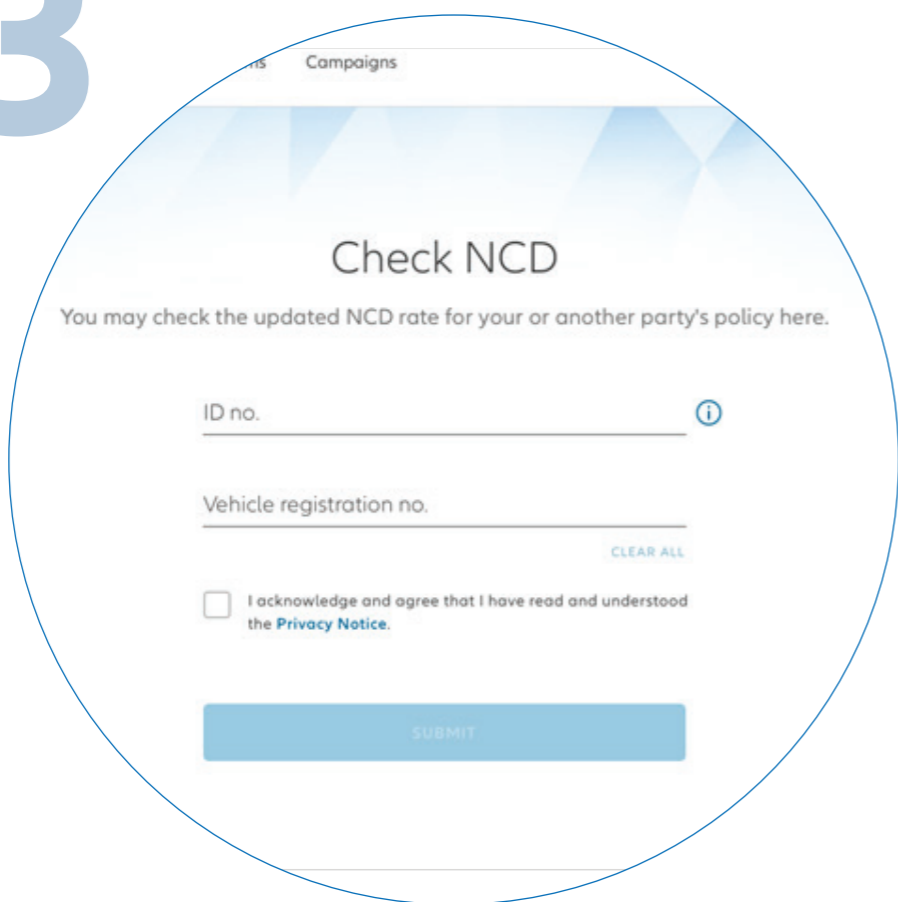 3
Campaigns
Check NCD
You may check the updated NCD rate for your or another party's policy here.
ID no.
Vehicle registration no.
CLEAR ALL
I acknowledge and agree that I have read and understood
the Privacy Notice.
SUBMIT